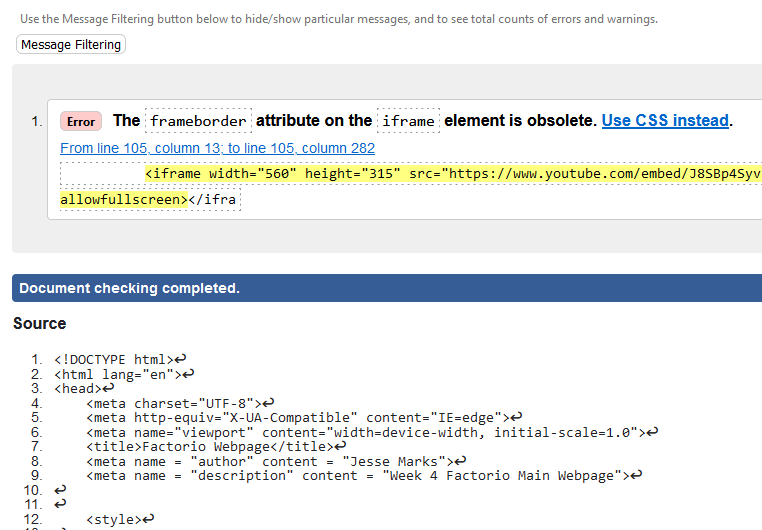 Use the Message Filtering button below to hide/show particular messages, and to see total counts of errors and warnings.
Message Filtering
1. Error The frameborder attribute on the iframe element is obsolete. Use CSS instead.
From line 105, column 13; to line 105, column 282
<iframe width="560" height="315" src="https://www.youtube.com/embed/J8SBp4Syv
allowfullscreen></ifra
Document checking completed.
Source
1. <!DOCTYPE html>↩
2. <html lang="en">↩
3. <head>↩
4. <meta charset="UTF-8">↩
5. <meta http-equiv="X-UA-Compatible" content="IE=edge">↩
6. <meta name="viewport" content="width=device-width, initial-scale=1.0">↩
7. <title>Factorio Webpage</title>↩
8. <meta name = "author" content = "Jesse Marks">↩
9. <meta name = "description" content = "Week 4 Factorio Main Webpage">↩
10. ↩
11. ↩
12. <style>↩